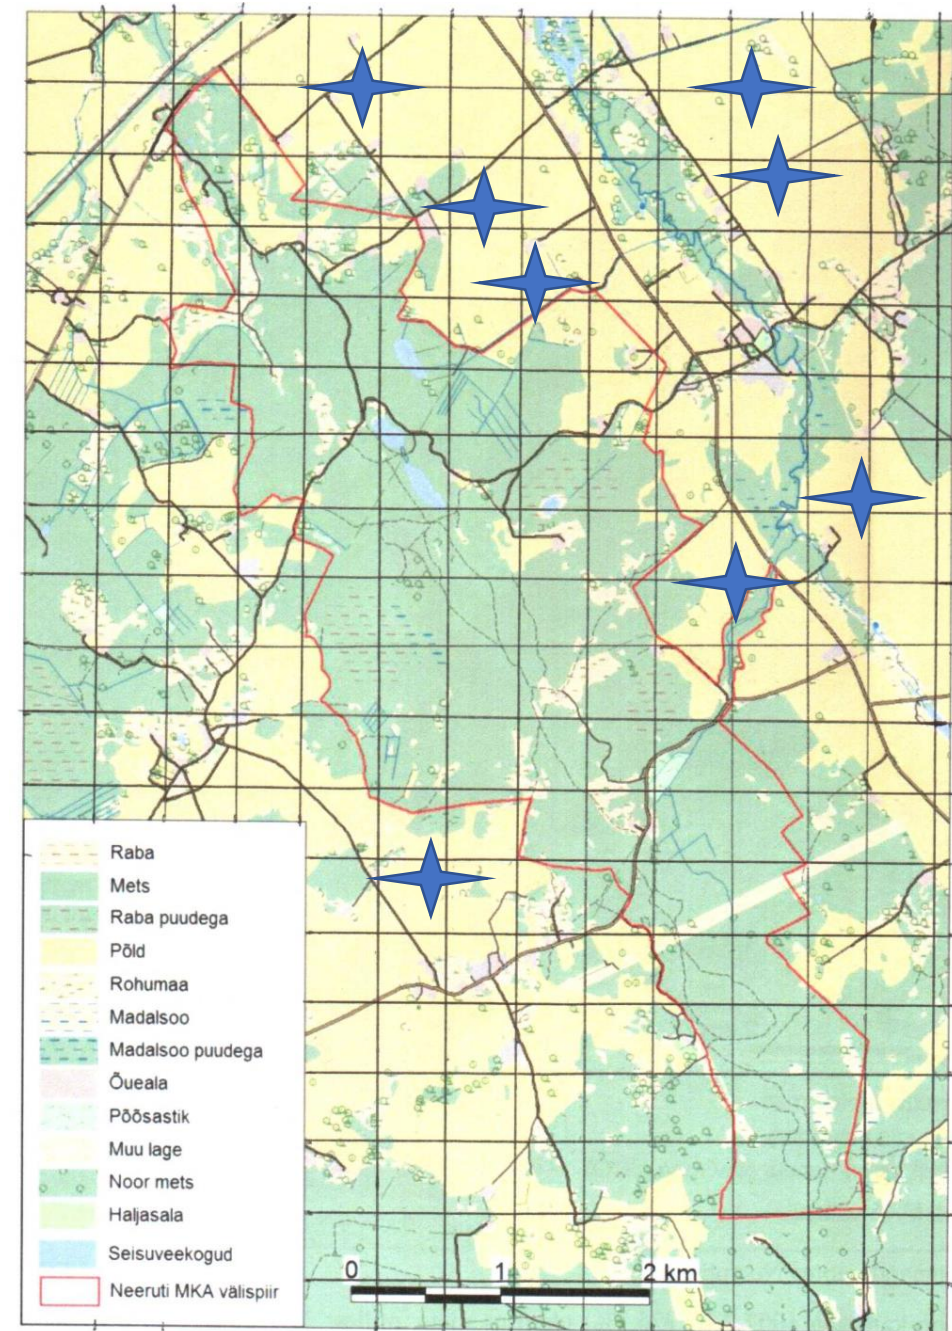 Raba
Mets
Raba puudega
Põld
Rohumaa
Madalsoo
Madalsoo puudega
Õueala
Põõsastik
Muu lage
Noor mets
Haljasala
Seisuveekogud
Neeruti MKA välispiir
0 1 2 km